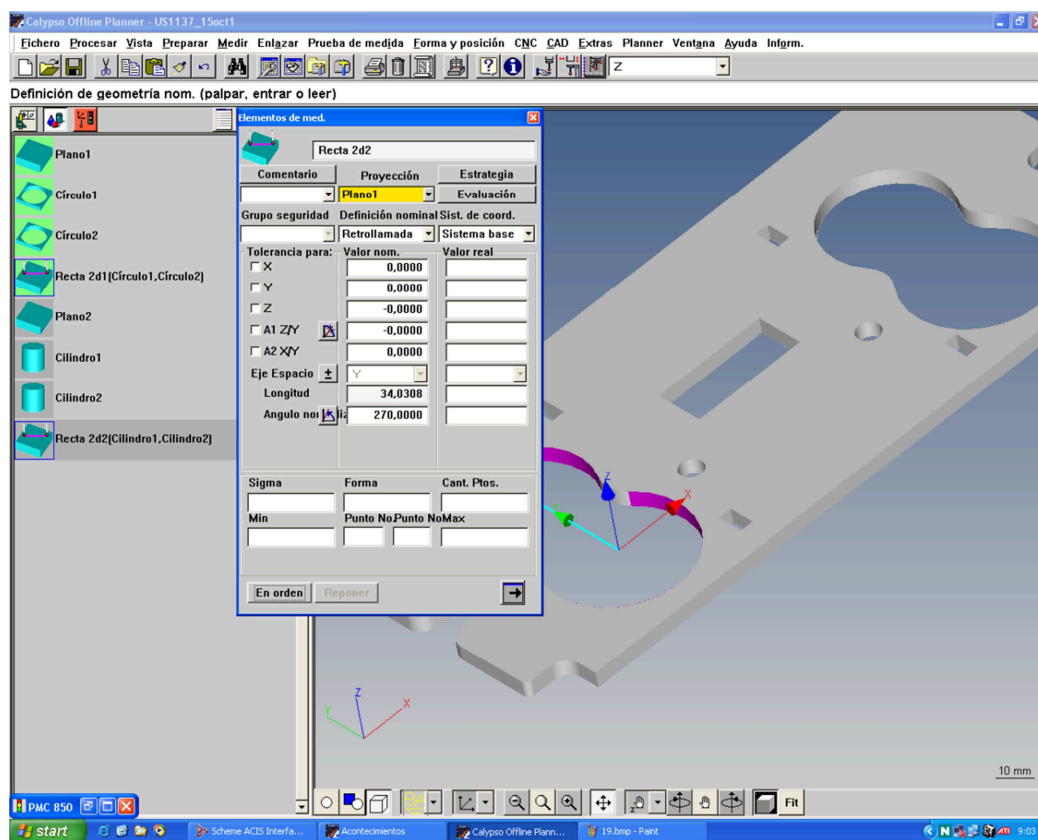 Calypso Offline Planner - US1137_15oct1
Fichero Procesar Vista Preparar Medir Enlazar Prueba de medida Forma y posición CNC CAD Extras Planner Ventana Ayuda Inform.
Z
Definición de geometría nom. (palpar, entrar o leer)
Elementos de med.
Plano1
Recta 2d2
Comentario Proyección Estrategia
Círculo1
Plano1 Evaluación
Grupo seguridad Definición nominal Sist. de coord.
Círculo2
Retrollamada Sistema base
Tolerancia para: Valor nom. Valor real
X 0,0000
Recta 2d1(Círculo1,Círculo2)
Y 0,0000
Z -0,0000
Plano2
A1 Z/Y -0,0000
A2 X/Y 0,0000
Cilindro1
Eje Espacio ± Y
Longitud 34,0308
Cilindro2
Angulo 270,0000
Recta 2d2(Cilindro1,Cilindro2)
Sigma Forma Cant. Ptos.
Z
X
Min Punto No. Punto No Max
En orden Reponer
Z
X
Y
10 mm
PMC 850
Fit
start Scheme ACIS Interfa... Acontecimientos Calypso Offline Plann... 19.bmp - Paint N ATI 9:03